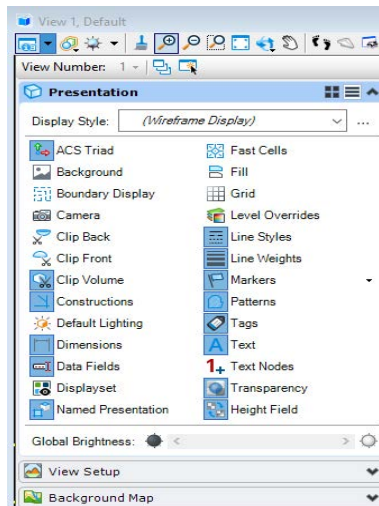 View 1, Default
View Number: 1
Presentation
Display Style: (Wireframe Display) ...
ACS Triad Fast Cells
Background Fill
Boundary Display Grid
Camera Level Overrides
Clip Back Line Styles
Clip Front Line Weights
Clip Volume Markers
Constructions Patterns
Default Lighting Tags
Dimensions Text
Data Fields Text Nodes
Displayset Transparency
Named Presentation Height Field
Global Brightness:
View Setup
Background Map